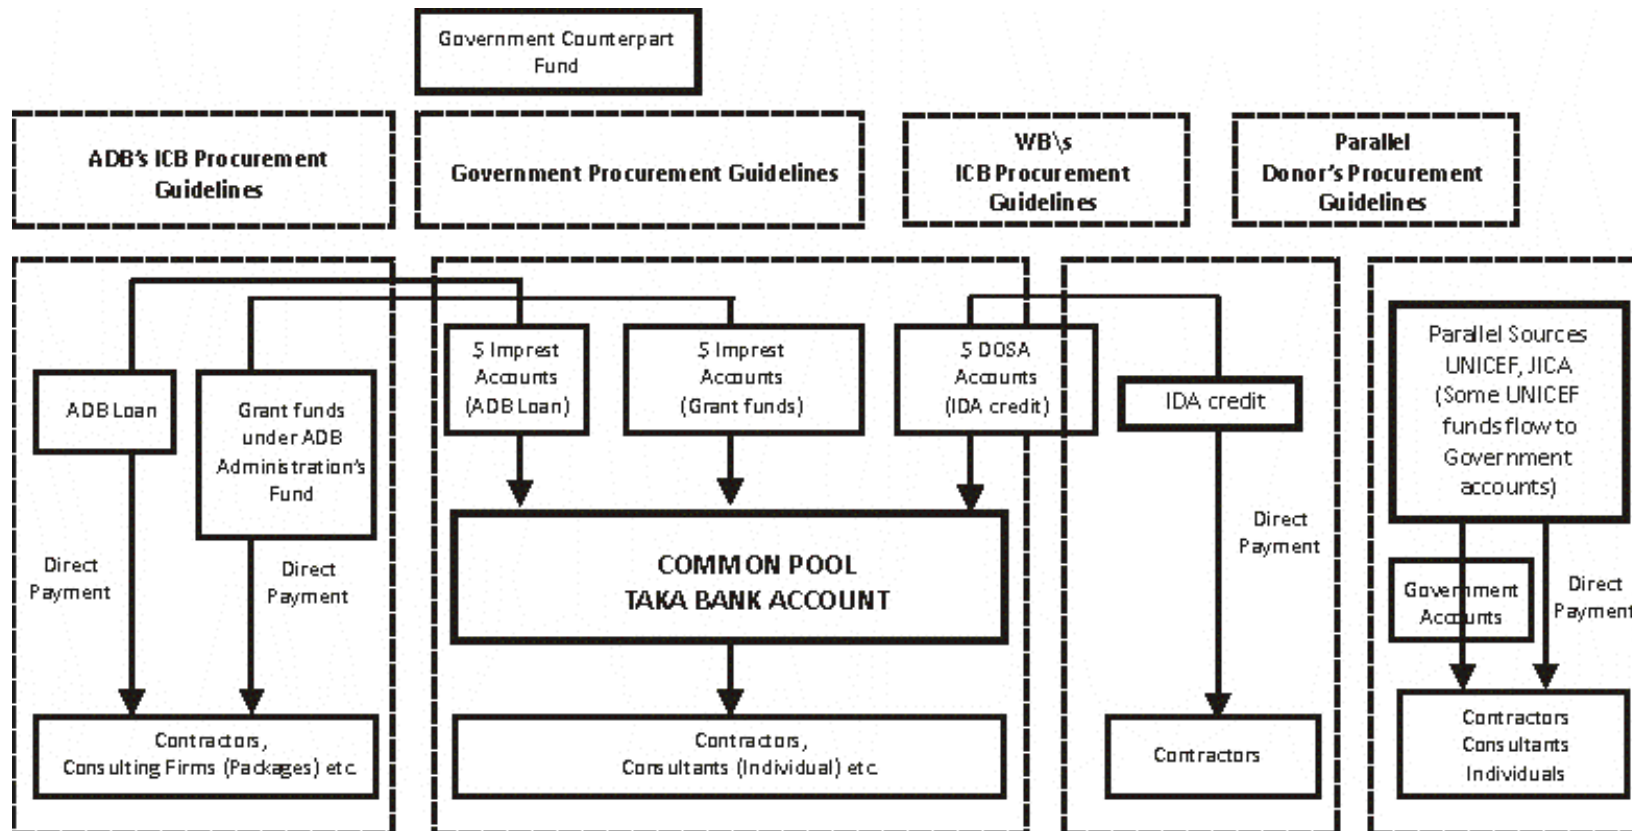 Government Counterpart
Fund
ADB's ICB Procurement
Guidelines
Government Procurement Guidelines
WB\s
ICB Procurement
Guidelines
Parallel
Donor's Procurement
Guidelines
ADB Loan
Grant funds
under ADB
Administration's
Fund
$ Imprest
Accounts
(ADB Loan)
$ Imprest
Accounts
(Grant funds)
$ DOSA
Accounts
(IDA credit)
IDA credit
Parallel Sources
UNICEF, JICA
(Some UNICEF
funds flow to
Government
accounts)
Direct
Payment
Direct
Payment
COMMON POOL
TAKA BANK ACCOUNT
Direct
Payment
Government
Accounts
Direct
Payment
Contractors,
Consulting Firms (Packages) etc.
Contractors,
Consultants (Individual) etc.
Contractors
Contractors
Consultants
Individuals